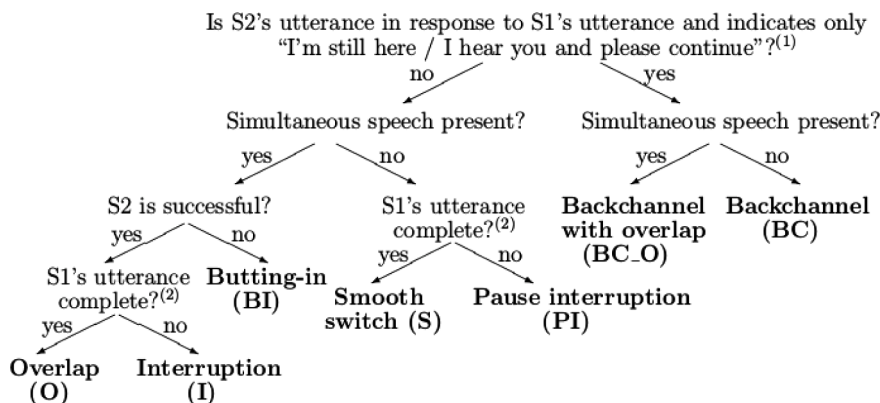 Is S2's utterance in response to S1's utterance and indicates only
“I'm still here / I hear you and please continue”?(1)
no
yes
Simultaneous speech present?
Simultaneous speech present?
yes
no
yes
no
S2 is successful?
S1's utterance
complete?(2)
Backchannel
with overlap
(BC_O)
Backchannel
(BC)
yes
no
yes
no
S1's utterance
complete?(2)
Butting-in
(BI)
Smooth
switch (S)
Pause interruption
(PI)
yes
no
Overlap
(O)
Interruption
(I)